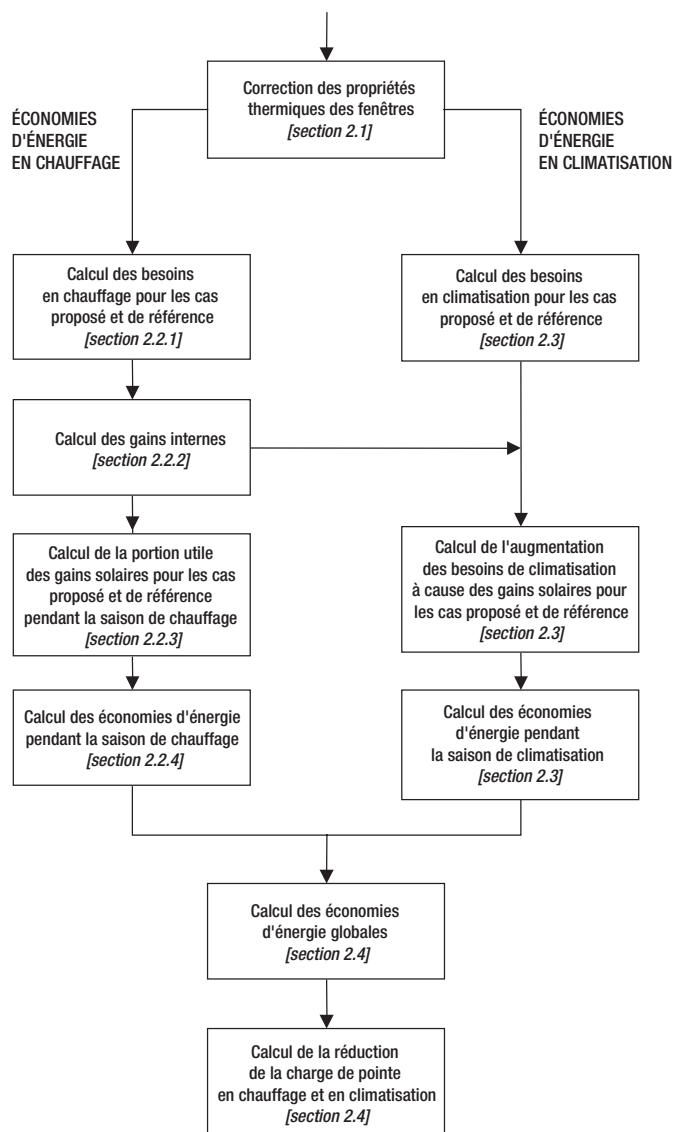 Correction des propriétés
thermiques des fenêtres
[section 2.1]
ÉCONOMIES
D'ÉNERGIE
EN CHAUFFAGE
ÉCONOMIES
D'ÉNERGIE
EN CLIMATISATION
Calcul des besoins
en chauffage pour les cas
proposé et de référence
[section 2.2.1]
Calcul des besoins
en climatisation pour les cas
proposé et de référence
[section 2.3]
Calcul des gains internes
[section 2.2.2]
Calcul de la portion utile
des gains solaires pour les cas
proposé et de référence
pendant la saison de chauffage
[section 2.2.3]
Calcul de l'augmentation
des besoins de climatisation
à cause des gains solaires pour
les cas proposé et de référence
[section 2.3]
Calcul des économies d'énergie
pendant la saison de chauffage
[section 2.2.4]
Calcul des économies
d'énergie pendant
la saison de climatisation
[section 2.3]
Calcul des économies
d'énergie globales
[section 2.4]
Calcul de la réduction
de la charge de pointe
en chauffage et en climatisation
[section 2.4]